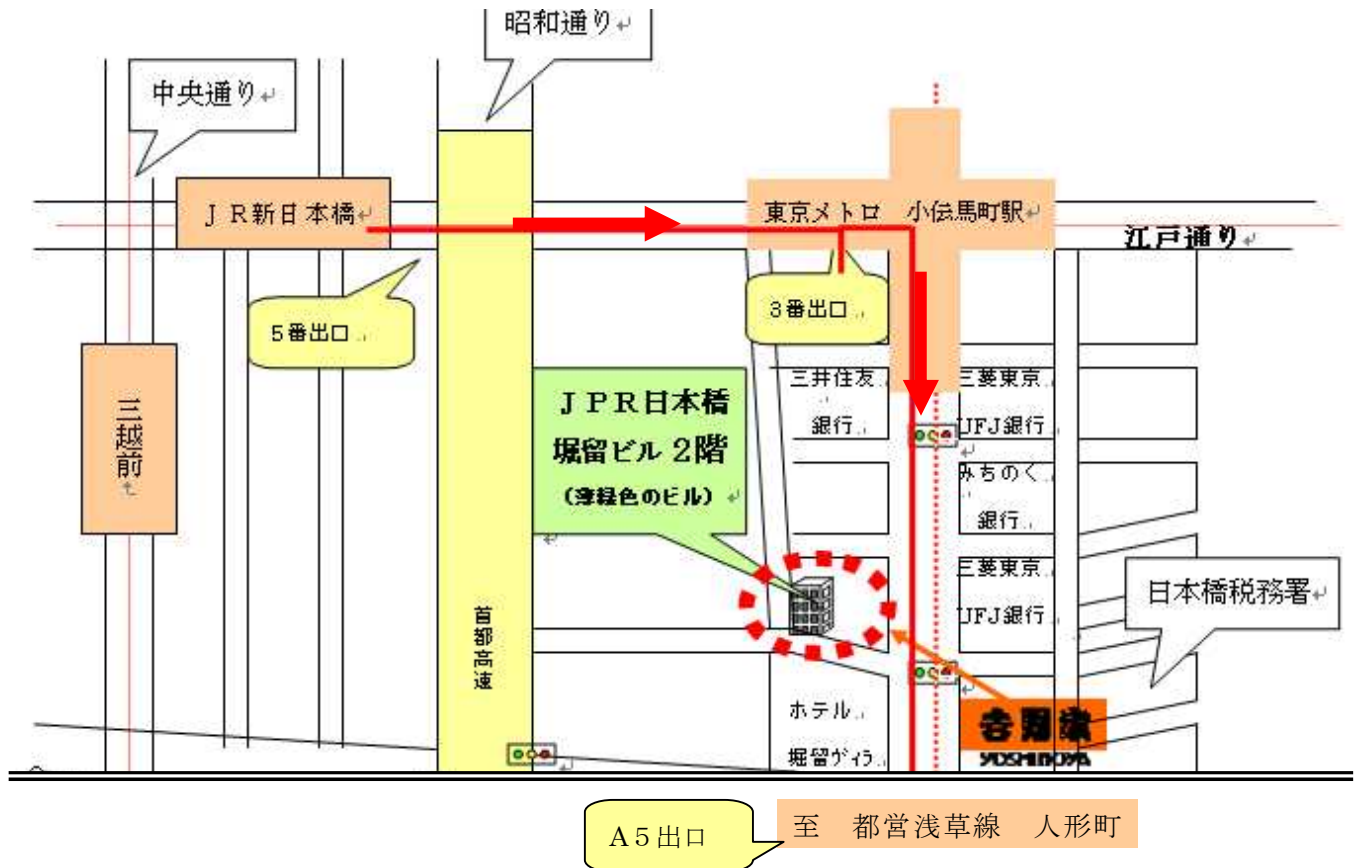 昭和通り
中央通り
ＪＲ新日本橋
東京メトロ　小伝馬町駅
江戸通り
５番出口
３番出口
三越前
ＪＰＲ日本橋
堀留ビル２階
（薄緑色のビル）
三井住友
銀行
三菱東京
UFJ銀行
みちのく
銀行
三菱東京
UFJ銀行
日本橋税務署
首都高速
ホテル
堀留ヴィラ
吉野家
YOSHINOYA
A５出口
至　都営浅草線　人形町